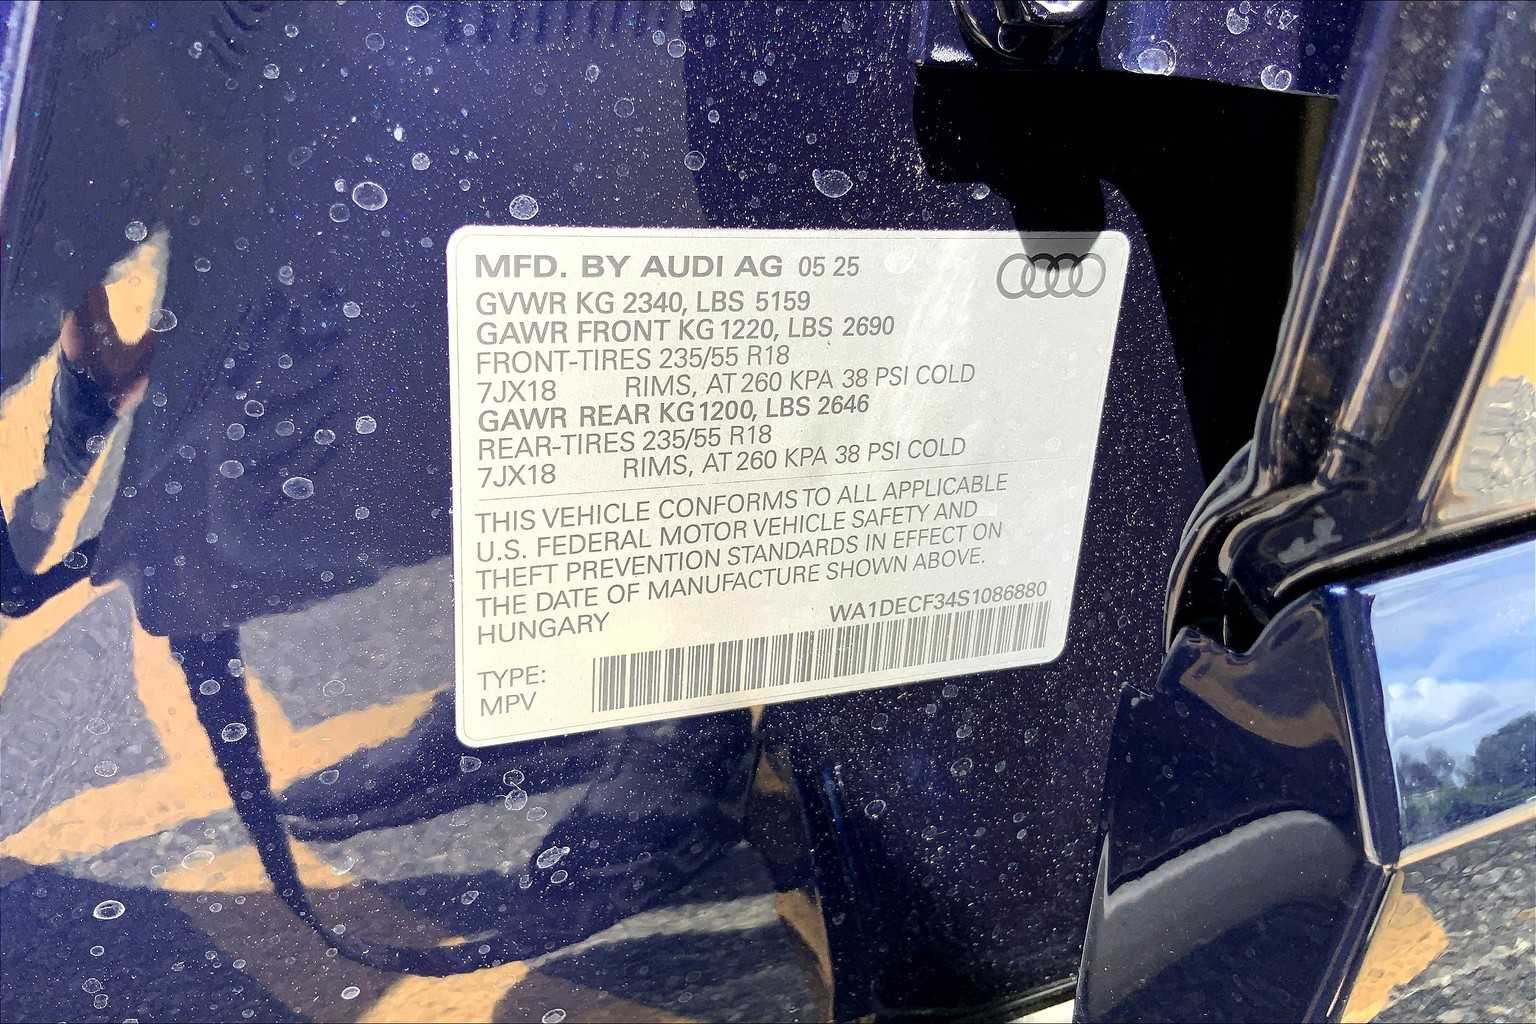 MFD. BY AUDI AG 05 25
GVWR KG 2340, LBS 5159
GAWR FRONT KG 1220, LBS 2690
FRONT-TIRES 235/55 R18
7JX18 RIMS, AT 260 KPA 38 PSI COLD
GAWR REAR KG 1200, LBS 2646
REAR-TIRES 235/55 R18
7JX18 RIMS, AT 260 KPA 38 PSI COLD
THIS VEHICLE CONFORMS TO ALL APPLICABLE
U.S. FEDERAL MOTOR VEHICLE SAFETY AND
THEFT PREVENTION STANDARDS IN EFFECT ON
THE DATE OF MANUFACTURE SHOWN ABOVE.
HUNGARY WA1DECF34S1086880
TYPE:
MPV